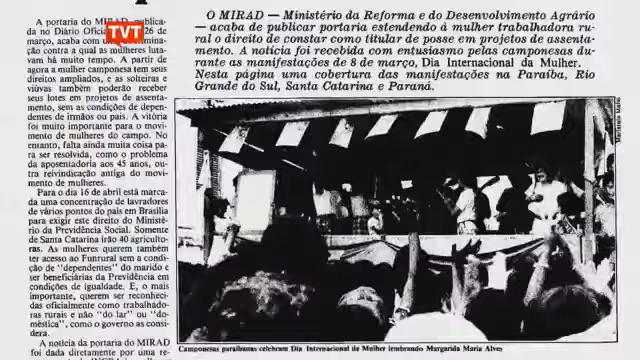 A portaria do MIRAD, publica-
da no Diário Oficial 26 de
março, acaba com um mina-
ção contra a qual as mulheres luta-
vam há muito tempo. A partir de
agora a mulher camponesa tem seus
direitos ampliados, e as solteiras e
viúvas também poderão receber
seus lotes em projetos de assenta-
mento, sem as condições de depen-
dentes de irmãos ou pais. A vitória
foi muito importante para o movi-
mento de mulheres do campo. No
entanto, falta ainda muita coisa pa-
ra ser resolvida, como o problema
da aposentadoria aos 45 anos, ou-
tra reivindicação antiga do movi-
mento de mulheres.
Para o dia 16 de abril está marca-
da uma concentração de lavradores
de vários pontos do país em Brasília
para exigir este direito do Ministé-
rio da Previdência Social. Somente
de Santa Catarina irão 40 agriculto-
ras. As mulheres querem também
ter acesso ao Funrural sem a condi-
ção de "dependentes" do marido e
ser beneficiárias da Previdência em
condições de igualdade. E, o mais
importante, querem ser reconheci-
das oficialmente como trabalhado-
ras rurais e não "do lar" ou "do-
méstica", como o governo as consi-
dera.
A notícia da portaria do MIRAD
foi dada diretamente por uma re-
TVT
O MIRAD — Ministério da Reforma e do Desenvolvimento Agrário
— acaba de publicar portaria estendendo à mulher trabalhadora ru-
ral o direito de constar como titular de posse em projetos de assenta-
mento. A notícia foi recebida com entusiasmo pelas camponesas du-
rante as manifestações de 8 de março, Dia Internacional da Mulher.
Nesta página uma cobertura das manifestações na Paraíba, Rio
Grande do Sul, Santa Catarina e Paraná.
Camponesas paraibanas celebram Dia Internacional da Mulher lembrando Margarida Maria Alves